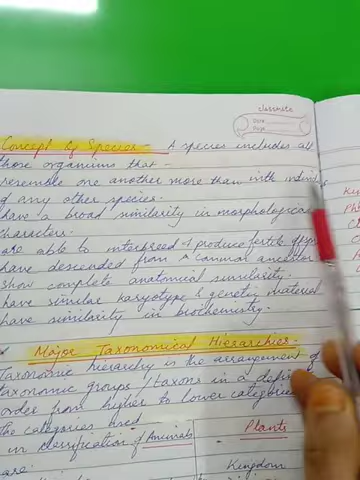 classmate
Date
Page
Concept of Species - A species includes all
those organisms that -
resemble one another more than with
of any other species.
have a broad similarity in morphological
characters.
are able to interbreed & produce fertile
have descended from a common ancestor
show complete anatomical similarity.
have similar karyotype & genetic material
have similarity in biochemistry.
Major Taxonomical Hierarchies -
Taxonomic hierarchy is the arrangement of
taxonomic groups / taxons in a
order from higher to lower categories
the categories used
in classification of Animals
are:
Plants
Kingdom